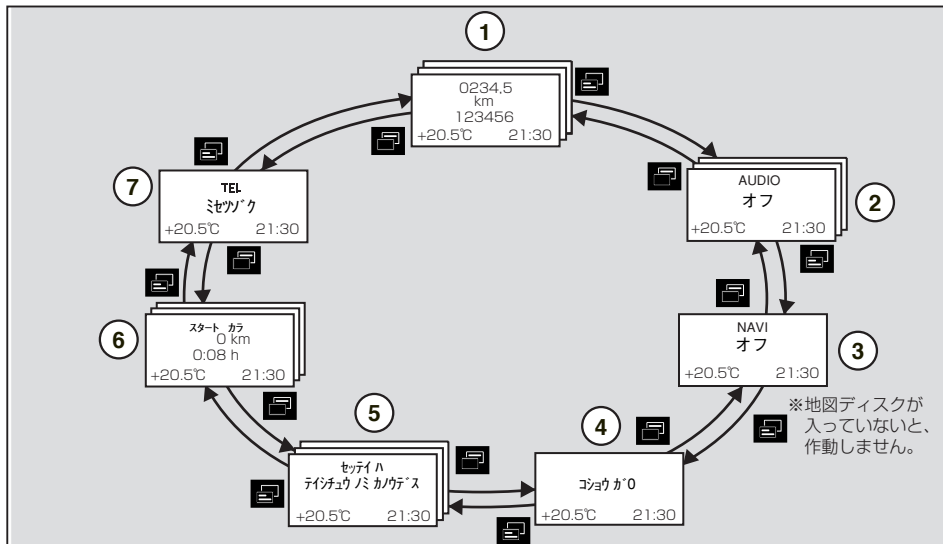 1
0234,5
km
123456
+20.5℃ 21:30
2
AUDIO
オフ
+20.5℃ 21:30
3
NAVI
オフ
+20.5℃ 21:30
※地図ディスクが
入っていないと、
作動しません。
4
コショウ ガ 0
+20.5℃ 21:30
5
セッテイ ハ
テイシチュウ ノミ カノウデス
+20.5℃ 21:30
6
スタート カラ
0 km
0:08 h
+20.5℃ 21:30
7
TEL
ミセツゾク
+20.5℃ 21:30